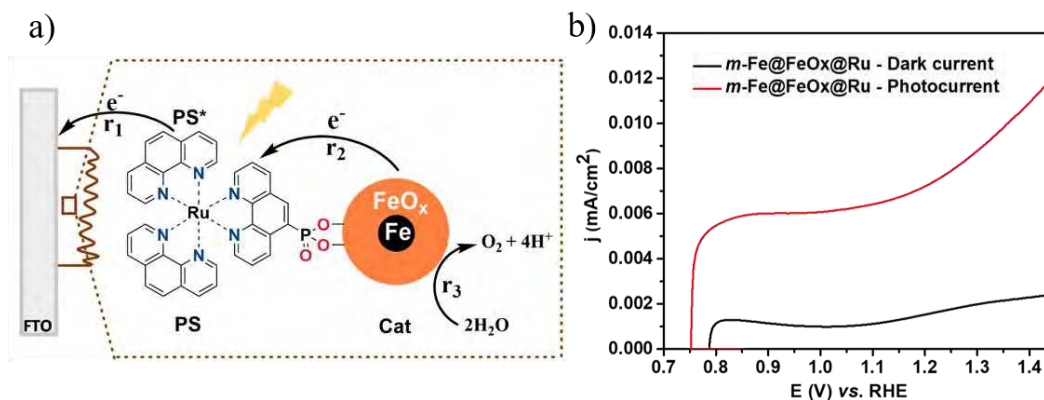 a)
e⁻
r₁
PS*
e⁻
r₂
N
N
N
N
N
N
Ru
P
O
O
O
FeOₓ
Fe
O₂ + 4H⁺
r₃
2H₂O
FTO
PS
Cat
b)
m-Fe@FeOx@Ru - Dark current
m-Fe@FeOx@Ru - Photocurrent
j (mA/cm²)
0.014
0.012
0.010
0.008
0.006
0.004
0.002
0.000
0.7 0.8 0.9 1.0 1.1 1.2 1.3 1.4
E (V) vs. RHE